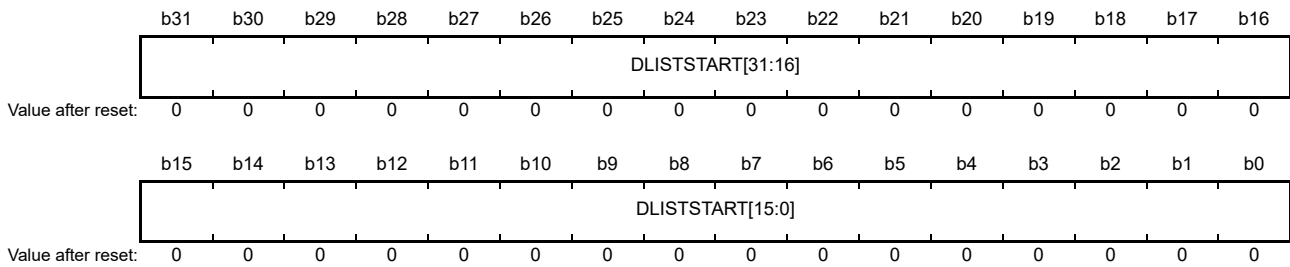 b31 b30 b29 b28 b27 b26 b25 b24 b23 b22 b21 b20 b19 b18 b17 b16
DLISTSTART[31:16]
Value after reset: 0 0 0 0 0 0 0 0 0 0 0 0 0 0 0 0
b15 b14 b13 b12 b11 b10 b9 b8 b7 b6 b5 b4 b3 b2 b1 b0
DLISTSTART[15:0]
Value after reset: 0 0 0 0 0 0 0 0 0 0 0 0 0 0 0 0